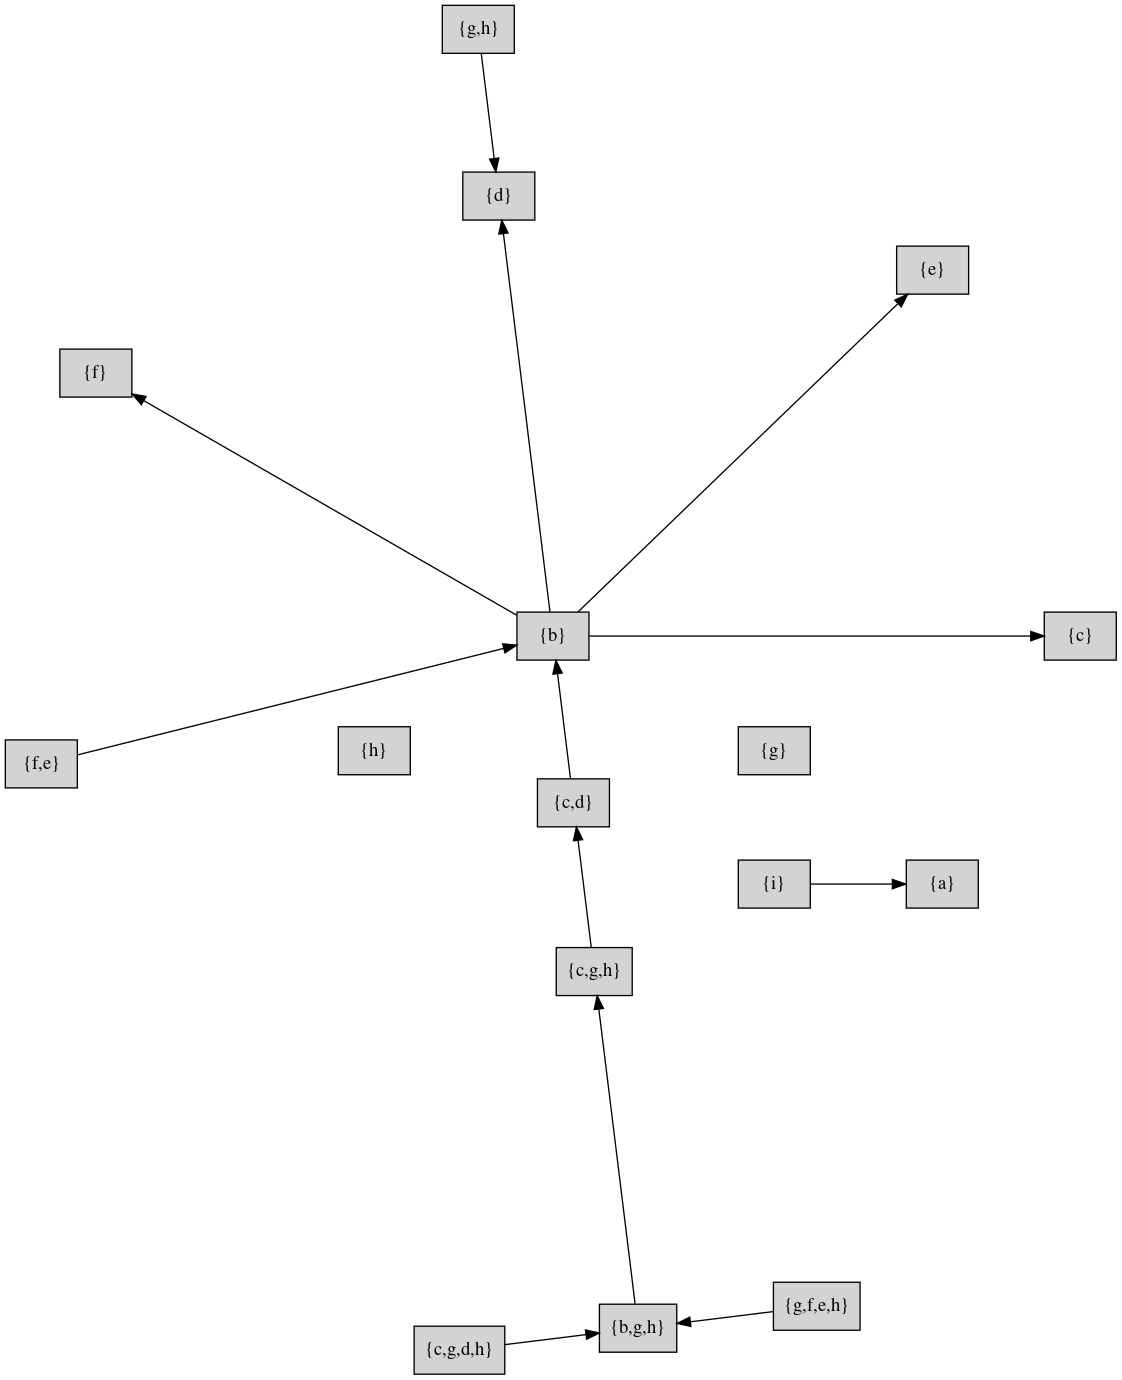 {g,h}
{d}
{e}
{f}
{b}
{c}
{f,e}
{h}
{g}
{c,d}
{i}
{a}
{c,g,h}
{g,f,e,h}
{b,g,h}
{c,g,d,h}